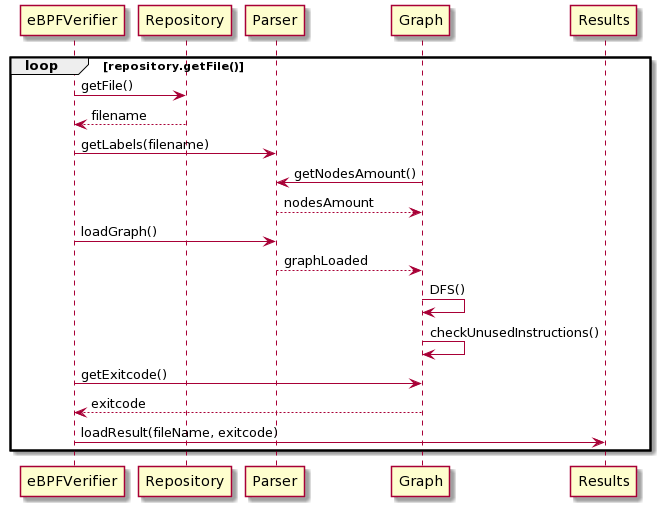 eBPFVerifier Repository Parser Graph Results
loop [repository.getFile()]
getFile()
filename
getLabels(filename)
getNodesAmount()
nodesAmount
loadGraph()
graphLoaded
DFS()
checkUnusedInstructions()
getExitcode()
exitcode
loadResult(fileName, exitcode)
eBPFVerifier Repository Parser Graph Results